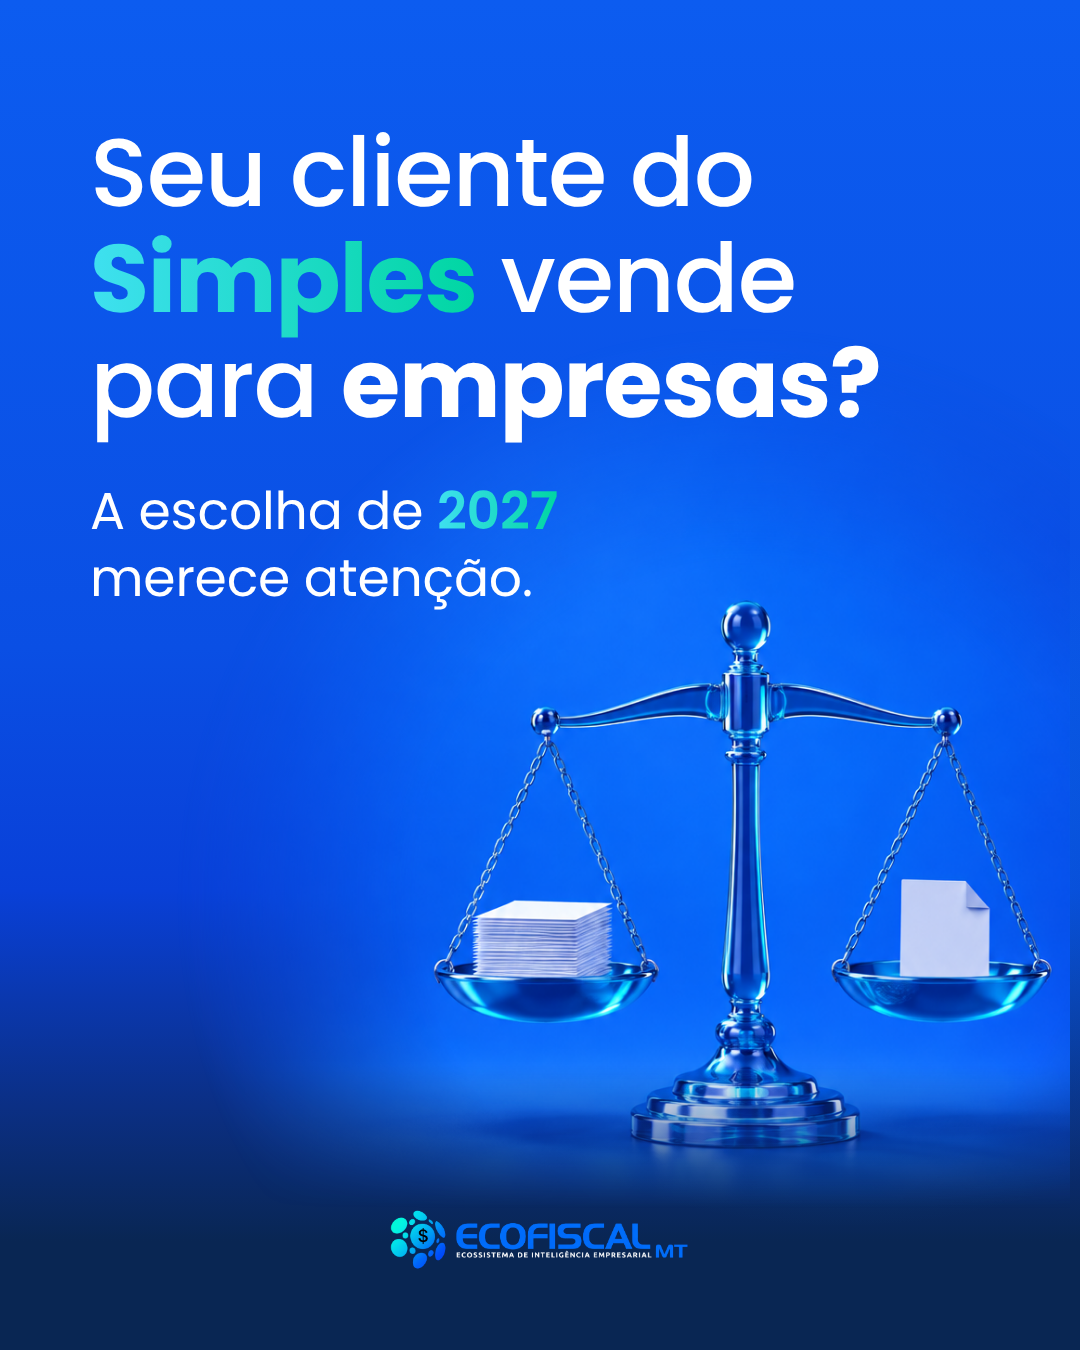 Seu cliente do
Simples vende
para empresas?
A escolha de 2027
merece atenção.
$
ECOFISCAL MT
ECOSSISTEMA DE INTELIGÊNCIA EMPRESARIAL